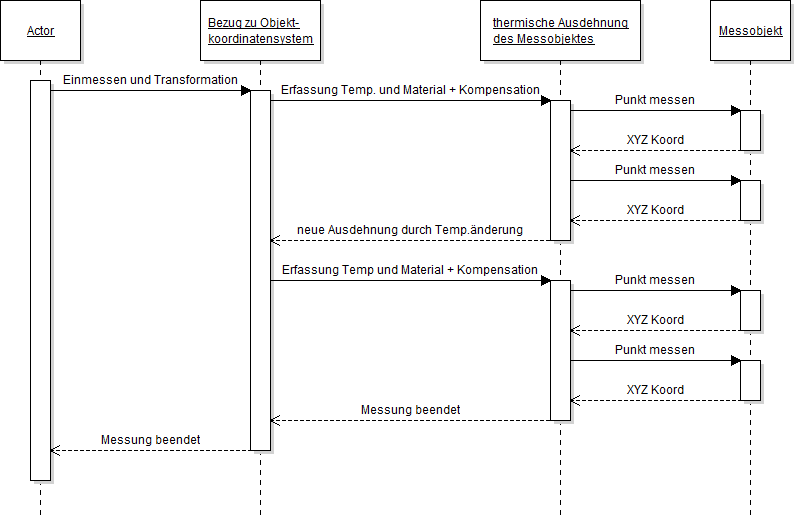 Actor
Bezug zu Objekt-
koordinatensystem
thermische Ausdehnung
des Messobjektes
Messobjekt
Einmessen und Transformation
Erfassung Temp. und Material + Kompensation
Punkt messen
XYZ Koord
Punkt messen
XYZ Koord
neue Ausdehnung durch Temp.änderung
Erfassung Temp und Material + Kompensation
Punkt messen
XYZ Koord
Punkt messen
XYZ Koord
Messung beendet
Messung beendet